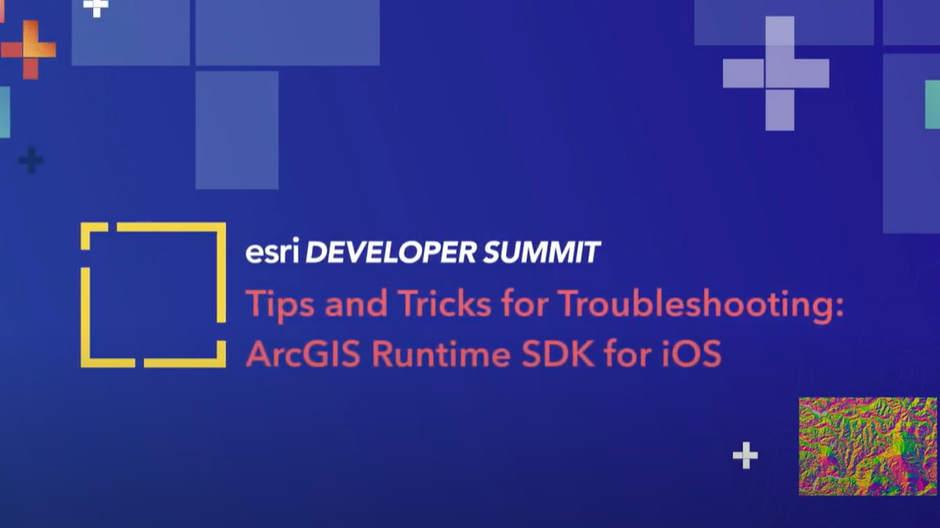 esri DEVELOPER SUMMIT
Tips and Tricks for Troubleshooting:
ArcGIS Runtime SDK for iOS